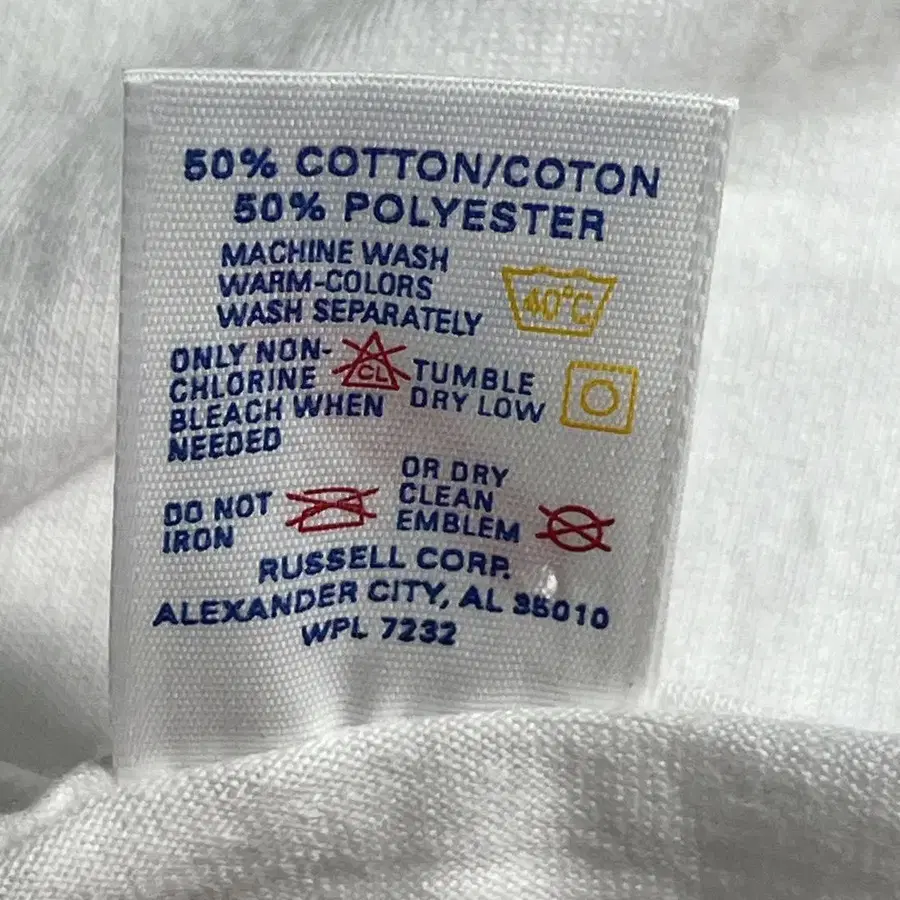 50% COTTON/COTON
50% POLYESTER
MACHINE WASH
WARM-COLORS
WASH SEPARATELY
40°C
ONLY NON-
CHLORINE
BLEACH WHEN
NEEDED
CL
TUMBLE
DRY LOW
DO NOT
IRON
OR DRY
CLEAN
EMBLEM
RUSSELL CORP.
ALEXANDER CITY, AL 35010
WPL 7232